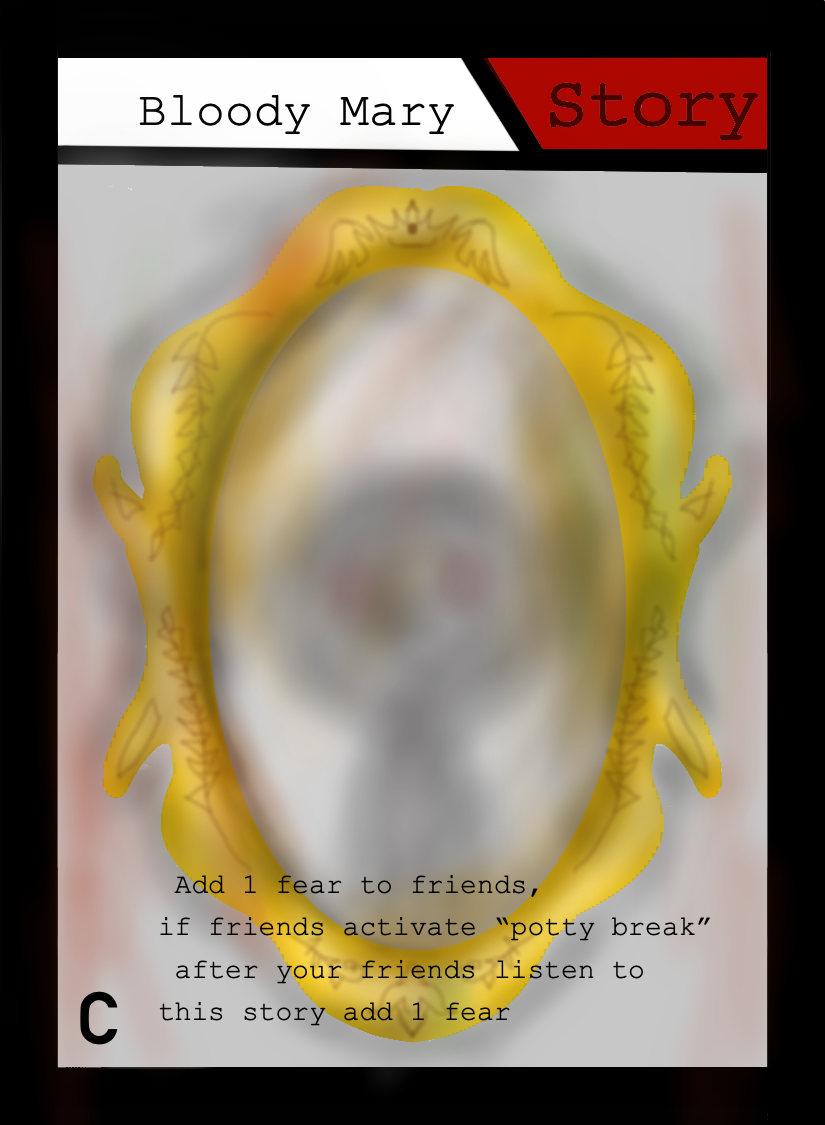 Bloody Mary
Story
Add 1 fear to friends,
if friends activate “potty break”
after your friends listen to
this story add 1 fear
C